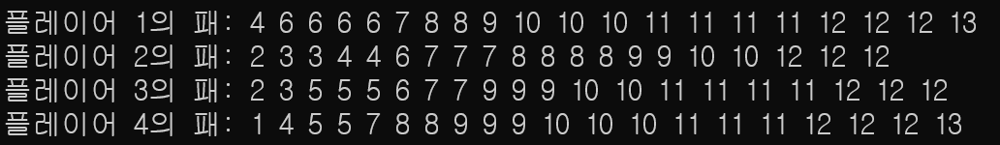 플레이어 1의 패: 4 6 6 6 6 7 8 8 9 10 10 10 11 11 11 11 12 12 12 13
플레이어 2의 패: 2 3 3 4 4 6 7 7 7 8 8 8 8 9 9 10 10 12 12 12
플레이어 3의 패: 2 3 5 5 5 6 7 7 9 9 9 10 10 11 11 11 11 12 12 12
플레이어 4의 패: 1 4 5 5 7 8 8 9 9 9 10 10 10 11 11 11 12 12 12 13